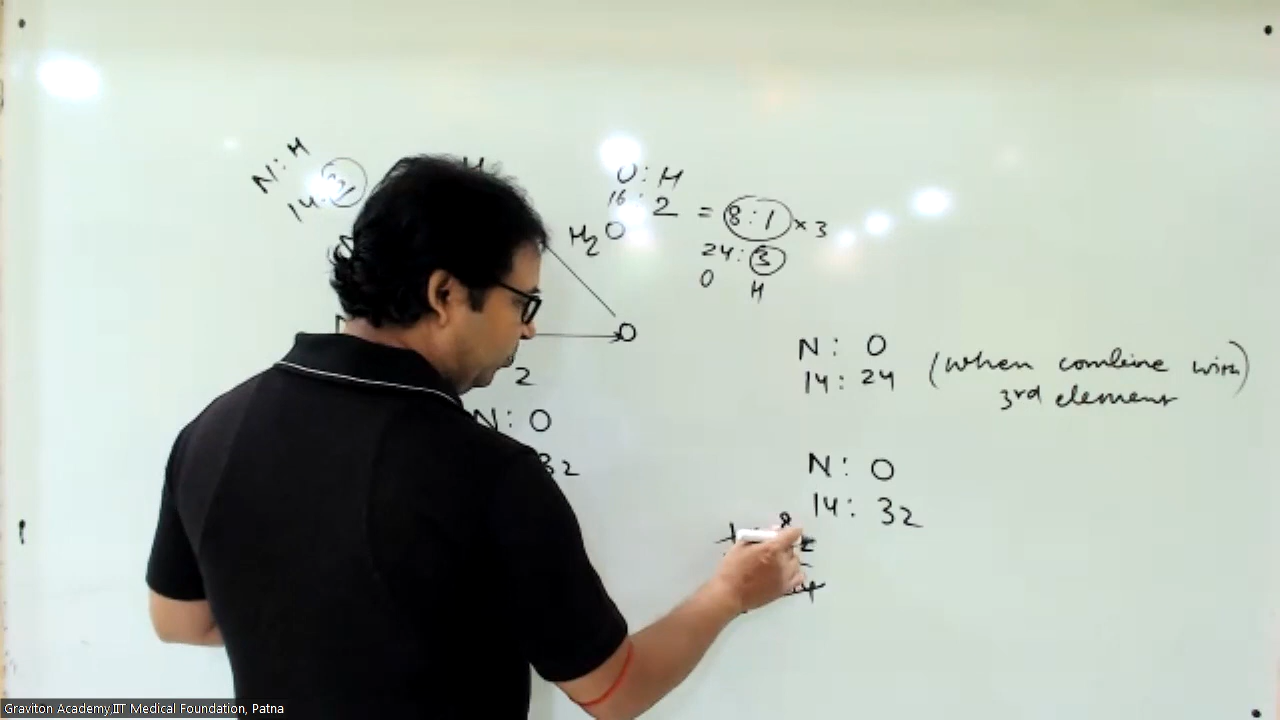 N:H
14:
H
O:H
16:2 = 8:1 x 3
H2O
24:3
O H
O
2
N:O
32
N: O
14: 24 (when combine with
3rd element
N: O
14: 32
Graviton Academy,IIT Medical Foundation, Patna